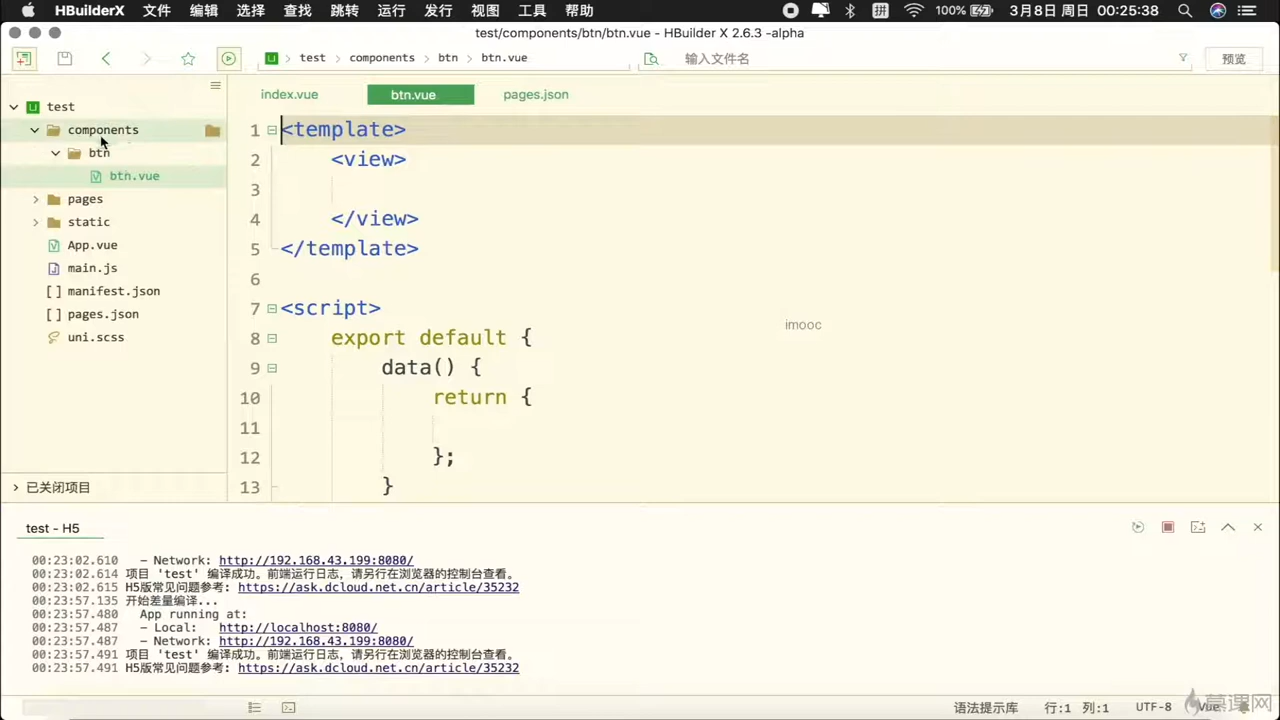 HBuilderX 文件 编辑 选择 查找 跳转 运行 发行 视图 工具 帮助 拼 100% 3月8日 周日 00:25:38
test/components/btn/btn.vue - HBuilder X 2.6.3 -alpha
test components btn btn.vue 输入文件名 预览
test
components
btn
btn.vue
pages
static
App.vue
main.js
[ ] manifest.json
[ ] pages.json
uni.scss
已关闭项目
index.vue btn.vue pages.json
1 <template>
2 <view>
3
4 </view>
5 </template>
6
7 <script>
8 export default {
9 data() {
10 return {
11
12 };
13 }
imooc
test - H5
00:23:02.610 - Network: http://192.168.43.199:8080/
00:23:02.614 项目 'test' 编译成功。前端运行日志，请另行在浏览器的控制台查看。
00:23:02.615 H5版常见问题参考: https://ask.dcloud.net.cn/article/35232
00:23:57.135 开始差量编译...
00:23:57.480 App running at:
00:23:57.487 - Local: http://localhost:8080/
00:23:57.487 - Network: http://192.168.43.199:8080/
00:23:57.491 项目 'test' 编译成功。前端运行日志，请另行在浏览器的控制台查看。
00:23:57.491 H5版常见问题参考: https://ask.dcloud.net.cn/article/35232
语法提示库 行:1 列:1 UTF-8 Vue
慕课网